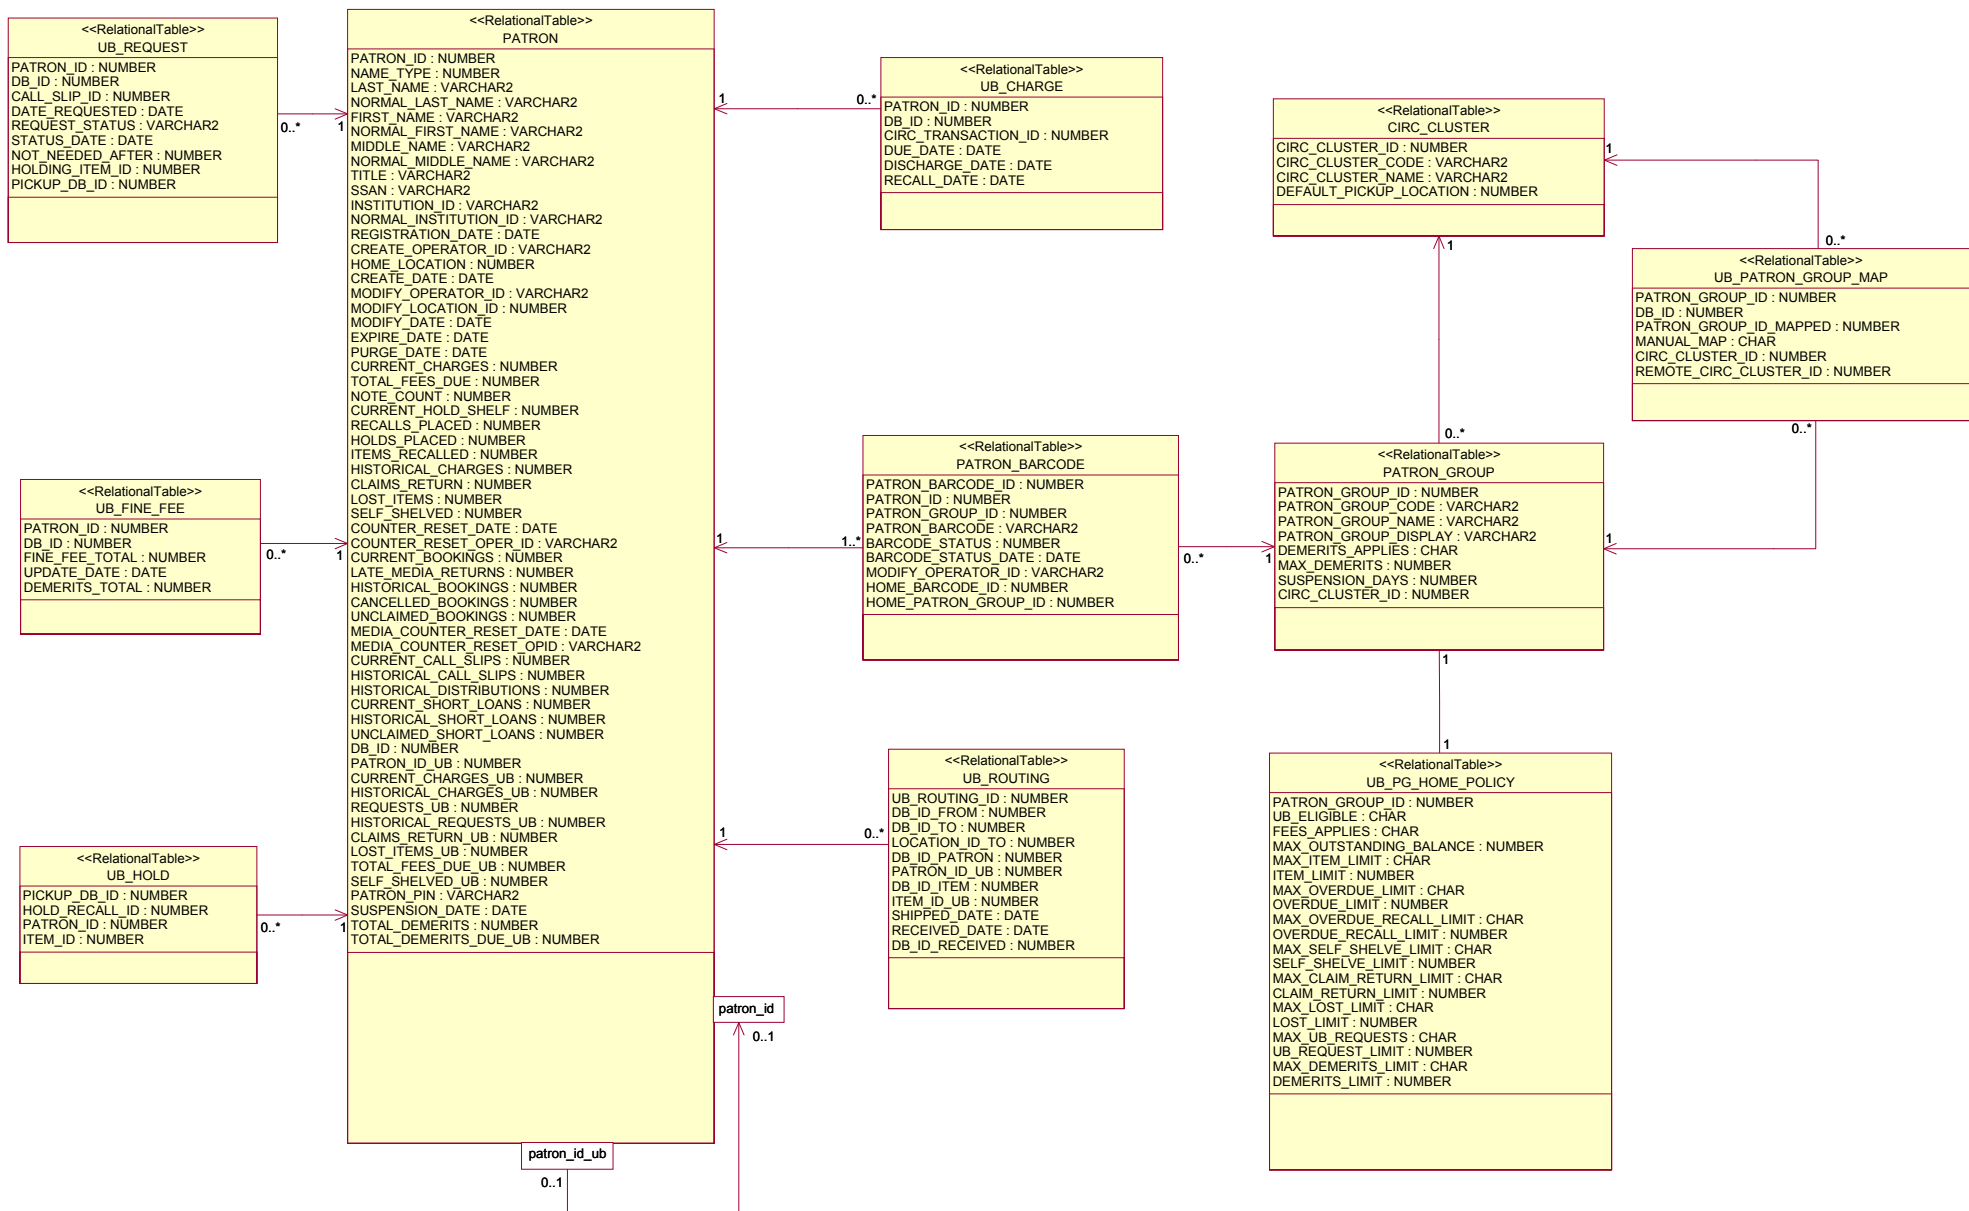 <<RelationalTable>>
UB_REQUEST
PATRON_ID : NUMBER
DB_ID : NUMBER
CALL_SLIP_ID : NUMBER
DATE_REQUESTED : DATE
REQUEST_STATUS : VARCHAR2
STATUS_DATE : DATE
NOT_NEEDED_AFTER : NUMBER
HOLDING_ITEM_ID : NUMBER
PICKUP_DB_ID : NUMBER
0..*
1
<<RelationalTable>>
UB_FINE_FEE
PATRON_ID : NUMBER
DB_ID : NUMBER
FINE_FEE_TOTAL : NUMBER
UPDATE_DATE : DATE
DEMERITS_TOTAL : NUMBER
0..*
1
<<RelationalTable>>
UB_HOLD
PICKUP_DB_ID : NUMBER
HOLD_RECALL_ID : NUMBER
PATRON_ID : NUMBER
ITEM_ID : NUMBER
0..*
1
<<RelationalTable>>
PATRON
PATRON_ID : NUMBER
NAME_TYPE : NUMBER
LAST_NAME : VARCHAR2
NORMAL_LAST_NAME : VARCHAR2
FIRST_NAME : VARCHAR2
NORMAL_FIRST_NAME : VARCHAR2
MIDDLE_NAME : VARCHAR2
NORMAL_MIDDLE_NAME : VARCHAR2
TITLE : VARCHAR2
SSAN : VARCHAR2
INSTITUTION_ID : VARCHAR2
NORMAL_INSTITUTION_ID : VARCHAR2
REGISTRATION_DATE : DATE
CREATE_OPERATOR_ID : VARCHAR2
HOME_LOCATION : NUMBER
CREATE_DATE : DATE
MODIFY_OPERATOR_ID : VARCHAR2
MODIFY_LOCATION_ID : NUMBER
MODIFY_DATE : DATE
EXPIRE_DATE : DATE
PURGE_DATE : DATE
CURRENT_CHARGES : NUMBER
TOTAL_FEES_DUE : NUMBER
NOTE_COUNT : NUMBER
CURRENT_HOLD_SHELF : NUMBER
RECALLS_PLACED : NUMBER
HOLDS_PLACED : NUMBER
ITEMS_RECALLED : NUMBER
HISTORICAL_CHARGES : NUMBER
CLAIMS_RETURN : NUMBER
LOST_ITEMS : NUMBER
SELF_SHELVED : NUMBER
COUNTER_RESET_DATE : DATE
COUNTER_RESET_OPER_ID : VARCHAR2
CURRENT_BOOKINGS : NUMBER
LATE_MEDIA_RETURNS : NUMBER
HISTORICAL_BOOKINGS : NUMBER
CANCELLED_BOOKINGS : NUMBER
UNCLAIMED_BOOKINGS : NUMBER
MEDIA_COUNTER_RESET_DATE : DATE
MEDIA_COUNTER_RESET_OPID : VARCHAR2
CURRENT_CALL_SLIPS : NUMBER
HISTORICAL_CALL_SLIPS : NUMBER
HISTORICAL_DISTRIBUTIONS : NUMBER
CURRENT_SHORT_LOANS : NUMBER
HISTORICAL_SHORT_LOANS : NUMBER
UNCLAIMED_SHORT_LOANS : NUMBER
DB_ID : NUMBER
PATRON_ID_UB : NUMBER
CURRENT_CHARGES_UB : NUMBER
HISTORICAL_CHARGES_UB : NUMBER
REQUESTS_UB : NUMBER
HISTORICAL_REQUESTS_UB : NUMBER
CLAIMS_RETURN_UB : NUMBER
LOST_ITEMS_UB : NUMBER
TOTAL_FEES_DUE_UB : NUMBER
SELF_SHELVED_UB : NUMBER
PATRON_PIN : VARCHAR2
SUSPENSION_DATE : DATE
TOTAL_DEMERITS : NUMBER
TOTAL_DEMERITS_DUE_UB : NUMBER
patron_id
0..1
patron_id_ub
0..1
<<RelationalTable>>
UB_CHARGE
PATRON_ID : NUMBER
DB_ID : NUMBER
CIRC_TRANSACTION_ID : NUMBER
DUE_DATE : DATE
DISCHARGE_DATE : DATE
RECALL_DATE : DATE
1
0..*
<<RelationalTable>>
PATRON_BARCODE
PATRON_BARCODE_ID : NUMBER
PATRON_ID : NUMBER
PATRON_GROUP_ID : NUMBER
PATRON_BARCODE : VARCHAR2
BARCODE_STATUS : NUMBER
BARCODE_STATUS_DATE : DATE
MODIFY_OPERATOR_ID : VARCHAR2
HOME_BARCODE_ID : NUMBER
HOME_PATRON_GROUP_ID : NUMBER
1
1..*
0..*
1
<<RelationalTable>>
UB_ROUTING
UB_ROUTING_ID : NUMBER
DB_ID_FROM : NUMBER
DB_ID_TO : NUMBER
LOCATION_ID_TO : NUMBER
DB_ID_PATRON : NUMBER
PATRON_ID_UB : NUMBER
DB_ID_ITEM : NUMBER
ITEM_ID_UB : NUMBER
SHIPPED_DATE : DATE
RECEIVED_DATE : DATE
DB_ID_RECEIVED : NUMBER
1
0..*
<<RelationalTable>>
CIRC_CLUSTER
CIRC_CLUSTER_ID : NUMBER
CIRC_CLUSTER_CODE : VARCHAR2
CIRC_CLUSTER_NAME : VARCHAR2
DEFAULT_PICKUP_LOCATION : NUMBER
1
1
0..*
0..*
<<RelationalTable>>
UB_PATRON_GROUP_MAP
PATRON_GROUP_ID : NUMBER
DB_ID : NUMBER
PATRON_GROUP_ID_MAPPED : NUMBER
MANUAL_MAP : CHAR
CIRC_CLUSTER_ID : NUMBER
REMOTE_CIRC_CLUSTER_ID : NUMBER
0..*
1
<<RelationalTable>>
PATRON_GROUP
PATRON_GROUP_ID : NUMBER
PATRON_GROUP_CODE : VARCHAR2
PATRON_GROUP_NAME : VARCHAR2
PATRON_GROUP_DISPLAY : VARCHAR2
DEMERITS_APPLIES : CHAR
MAX_DEMERITS : NUMBER
SUSPENSION_DAYS : NUMBER
CIRC_CLUSTER_ID : NUMBER
1
1
<<RelationalTable>>
UB_PG_HOME_POLICY
PATRON_GROUP_ID : NUMBER
UB_ELIGIBLE : CHAR
FEES_APPLIES : CHAR
MAX_OUTSTANDING_BALANCE : NUMBER
MAX_ITEM_LIMIT : CHAR
ITEM_LIMIT : NUMBER
MAX_OVERDUE_LIMIT : CHAR
OVERDUE_LIMIT : NUMBER
MAX_OVERDUE_RECALL_LIMIT : CHAR
OVERDUE_RECALL_LIMIT : NUMBER
MAX_SELF_SHELVE_LIMIT : CHAR
SELF_SHELVE_LIMIT : NUMBER
MAX_CLAIM_RETURN_LIMIT : CHAR
CLAIM_RETURN_LIMIT : NUMBER
MAX_LOST_LIMIT : CHAR
LOST_LIMIT : NUMBER
MAX_UB_REQUESTS : CHAR
UB_REQUEST_LIMIT : NUMBER
MAX_DEMERITS_LIMIT : CHAR
DEMERITS_LIMIT : NUMBER